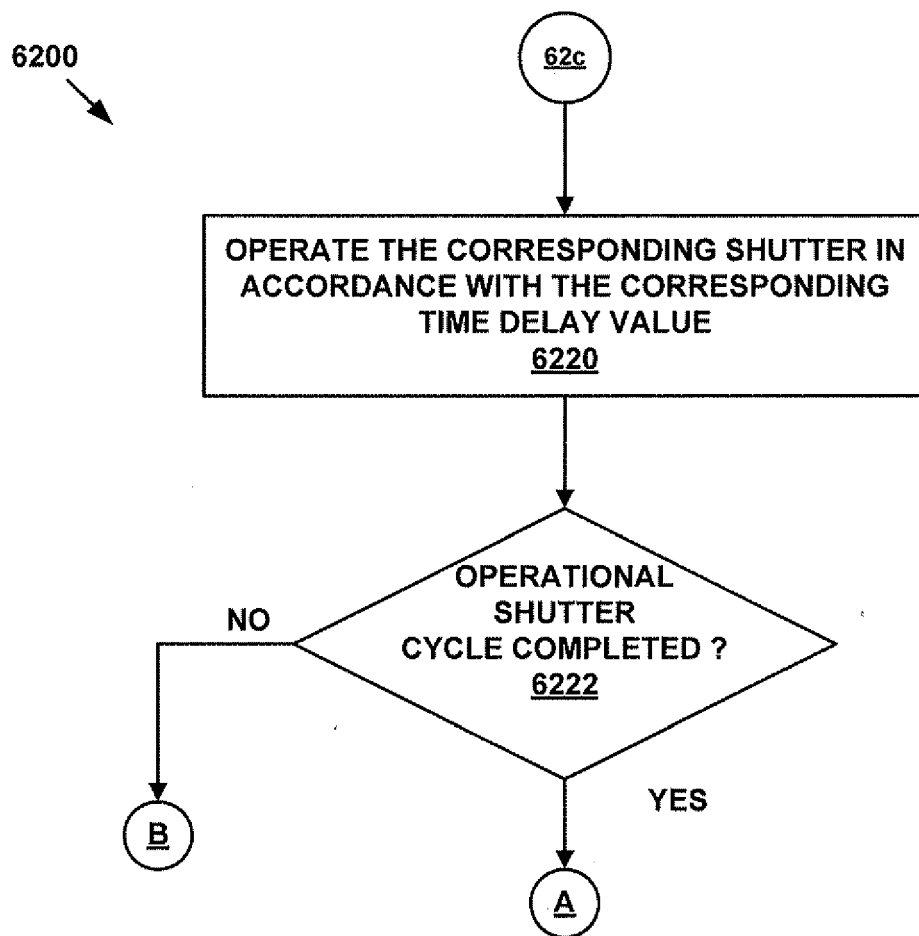 6200
62c
OPERATE THE CORRESPONDING SHUTTER IN
ACCORDANCE WITH THE CORRESPONDING
TIME DELAY VALUE
6220
OPERATIONAL
SHUTTER
CYCLE COMPLETED ?
6222
NO
YES
B
A